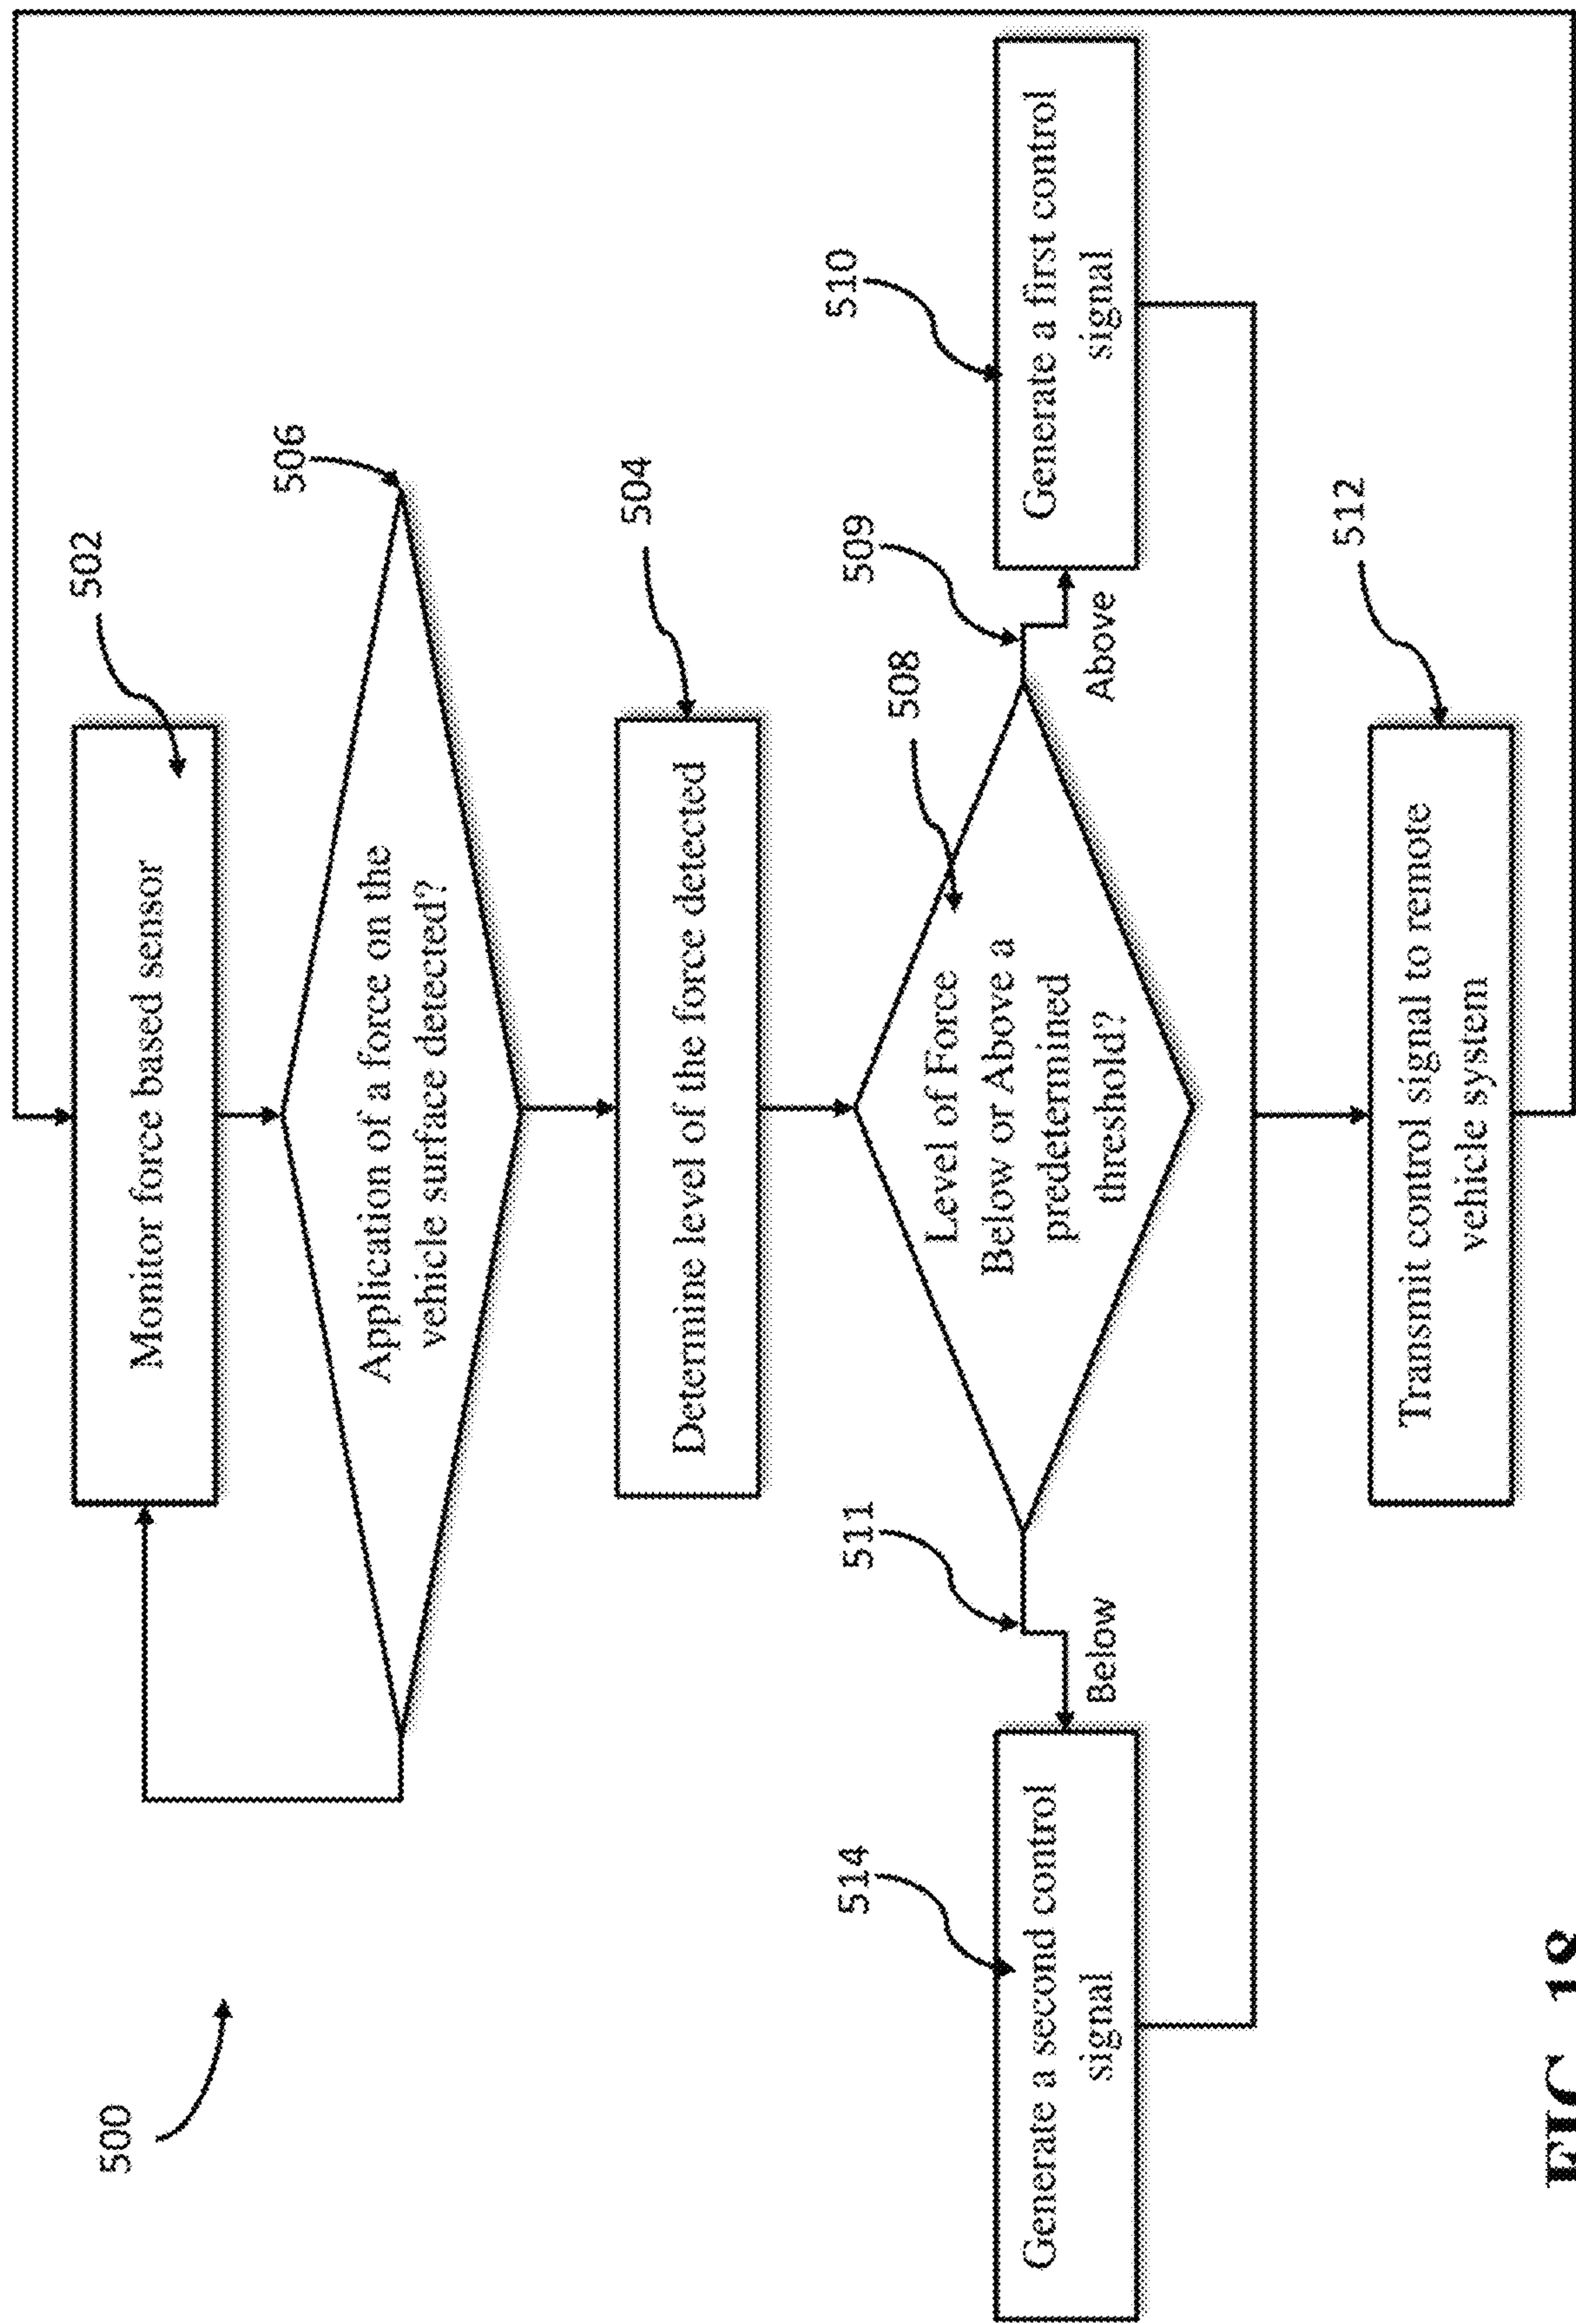 500
502
Monitor force based sensor
506
Application of a force on the
vehicle surface detected?
504
Determine level of the force detected
508
Level of Force
Below or Above a
predetermined
threshold?
511
Below
509
Above
514
Generate a second control
signal
510
Generate a first control
signal
512
Transmit control signal to remote
vehicle system
FIG. 18